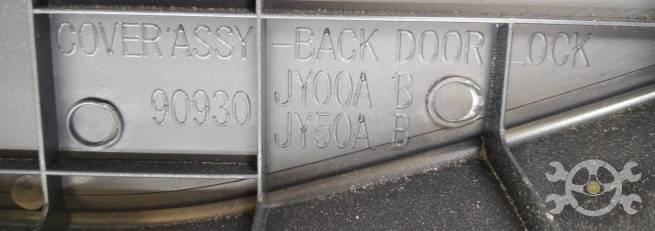 COVER ASSY -BACK DOOR LOCK
90930 JY00A B
JY50A B